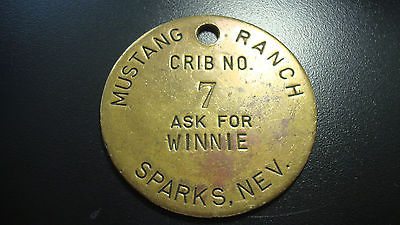 MUSTANG RANCH
CRIB NO.
7
ASK FOR
WINNIE
SPARKS, NEV.